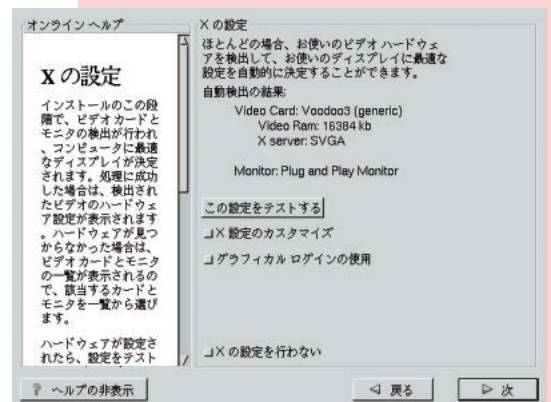 オンライン ヘルプ
X の設定
インストールのこの段
階で、ビデオ カードと
モニタの検出が行われ
、コンピュータに最適
なディスプレイが決定
されます。処理に成功
した場合は、検出され
たビデオのハードウェ
ア設定が表示されます
。ハードウェアが見つ
からなかった場合は、
ビデオ カードとモニタ
の一覧が表示されるの
で、該当するカードと
モニタを一覧から選び
ます。
ハードウェアが設定さ
れたら、設定をテスト
X の設定
ほとんどの場合、お使いのビデオ ハードウェ
アを検出して、お使いのディスプレイに最適な
設定を自動的に決定することができます。
自動検出の結果:
Video Card: Voodoo3 (generic)
Video Ram: 16384 kb
X server: SVGA
Monitor: Plug and Play Monitor
この設定をテストする
X 設定のカスタマイズ
グラフィカル ログインの使用
X の設定を行わない
? ヘルプの非表示
戻る
次